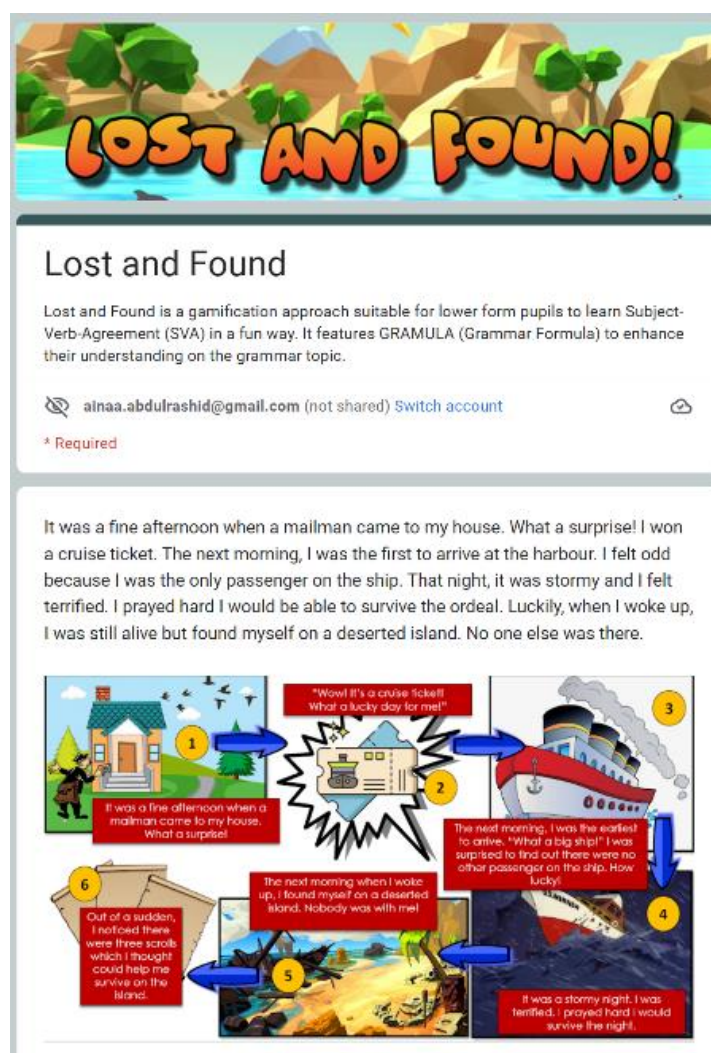 LOST AND FOUND!
Lost and Found
Lost and Found is a gamification approach suitable for lower form pupils to learn Subject-
Verb-Agreement (SVA) in a fun way. It features GRAMULA (Grammar Formula) to enhance
their understanding on the grammar topic.
ainaa.abdulrashid@gmail.com (not shared) Switch account
* Required
It was a fine afternoon when a mailman came to my house. What a surprise! I won
a cruise ticket. The next morning, I was the first to arrive at the harbour. I felt odd
because I was the only passenger on the ship. That night, it was stormy and I felt
terrified. I prayed hard I would be able to survive the ordeal. Luckily, when I woke up,
I was still alive but found myself on a deserted island. No one else was there.
1
It was a fine afternoon when a
mailman came to my house.
What a surprise!
"Wow! It's a cruise ticket!
What a lucky day for me!"
2
3
The next morning, I was the earliest
to arrive. "What a big ship!" I was
surprised to find out there were no
other passenger on the ship. How
lucky!
4
It was a stormy night. I was
terrified. I prayed hard I would
survive the night.
The next morning when I woke
up, I found myself on a deserted
island. Nobody was with me!
5
6
Out of a sudden,
I noticed there
were three scrolls
which I thought
could help me
survive on the
island.